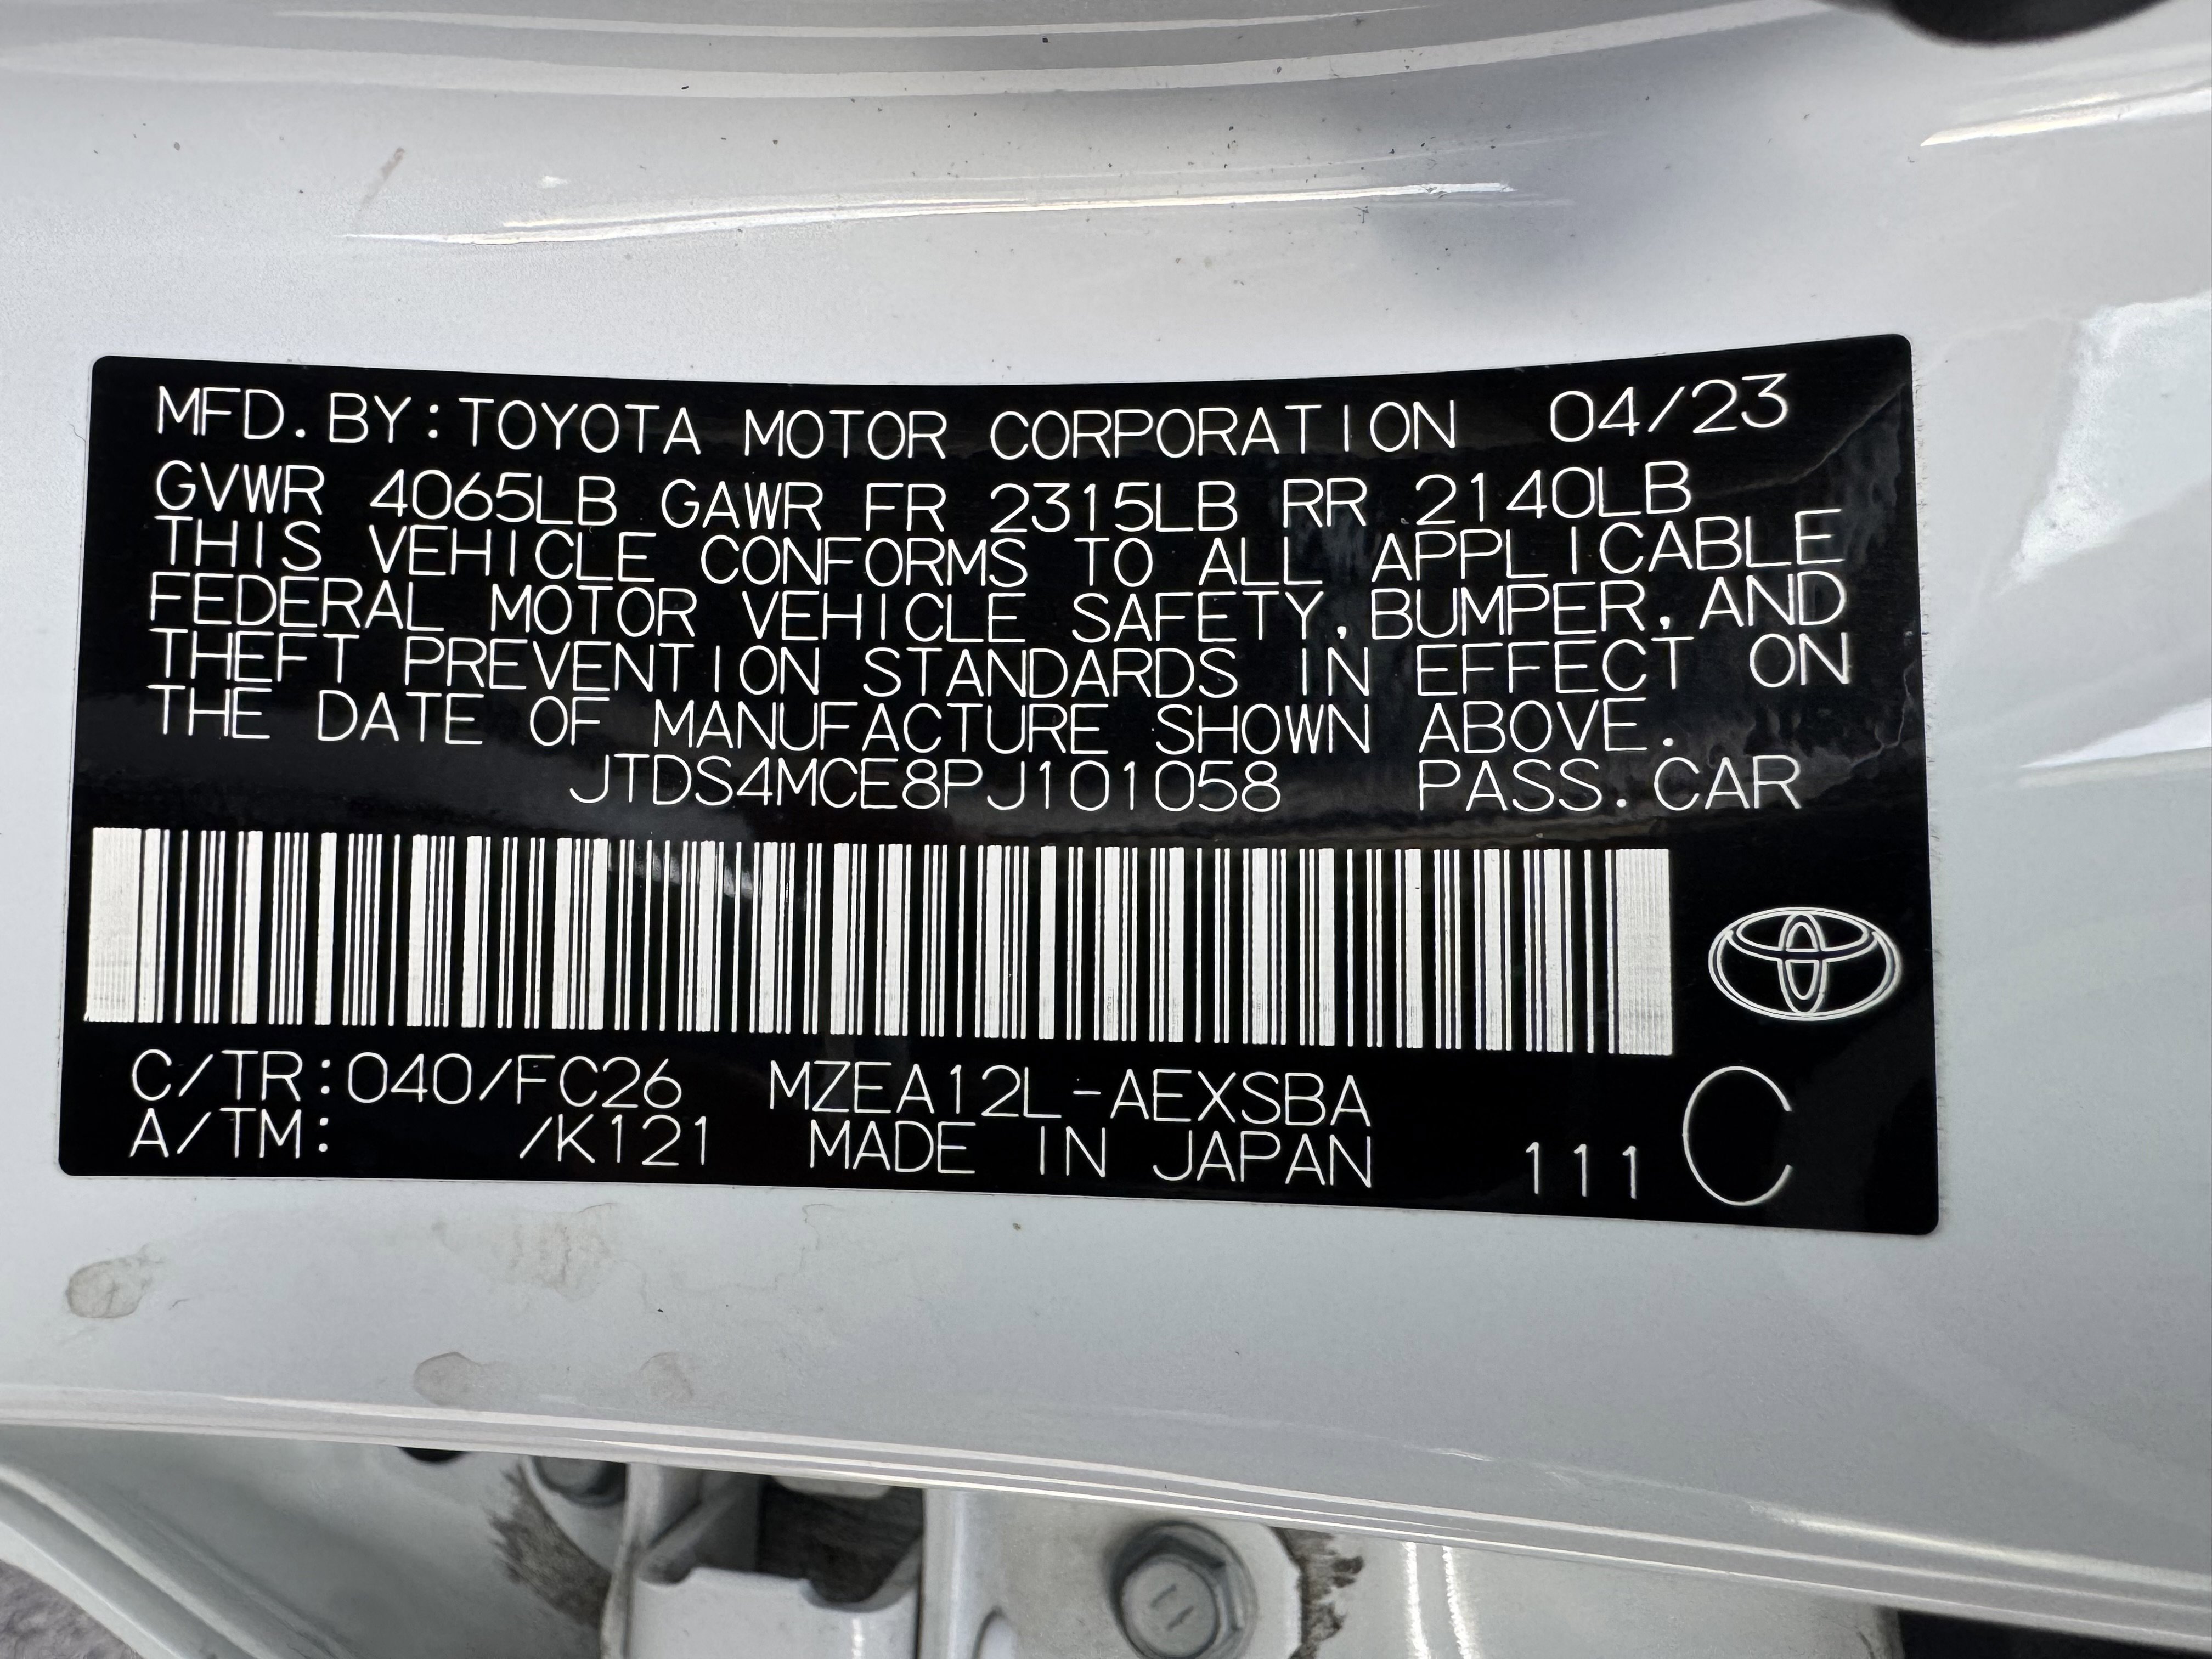 MFD. BY: TOYOTA MOTOR CORPORATION 04/23
GVWR 4065LB GAWR FR 2315LB RR 2140LB
THIS VEHICLE CONFORMS TO ALL APPLICABLE
FEDERAL MOTOR VEHICLE SAFETY, BUMPER, AND
THEFT PREVENTION STANDARDS IN EFFECT ON
THE DATE OF MANUFACTURE SHOWN ABOVE.
JTDS4MCE8PJ101058 PASS. CAR
C/TR: 040/FC26 MZEA12L-AEXSBA
A/TM: /K121 MADE IN JAPAN 111 C